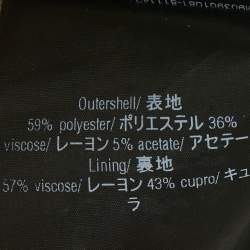 Outershell/ 表地
59% polyester/ ポリエステル 36%
viscose/ レーヨン 5% acetate/ アセテー
Lining/ 裏地
57% viscose/ レーヨン 43% cupro/ キュ
ラ